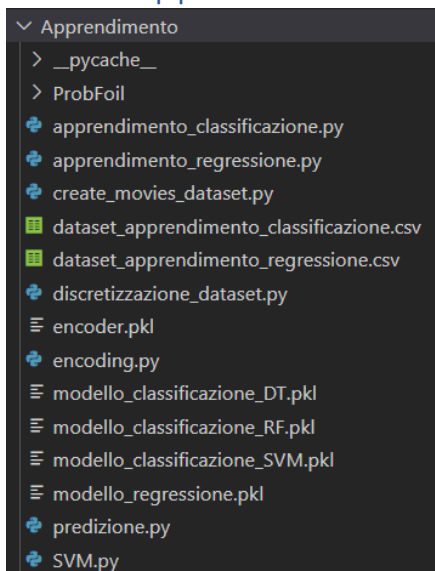 Apprendimento
__pycache__
ProbFoil
apprendimento_classificazione.py
apprendimento_regressione.py
create_movies_dataset.py
dataset_apprendimento_classificazione.csv
dataset_apprendimento_regressione.csv
discretizzazione_dataset.py
encoder.pkl
encoding.py
modello_classificazione_DT.pkl
modello_classificazione_RF.pkl
modello_classificazione_SVM.pkl
modello_regressione.pkl
predizione.py
SVM.py